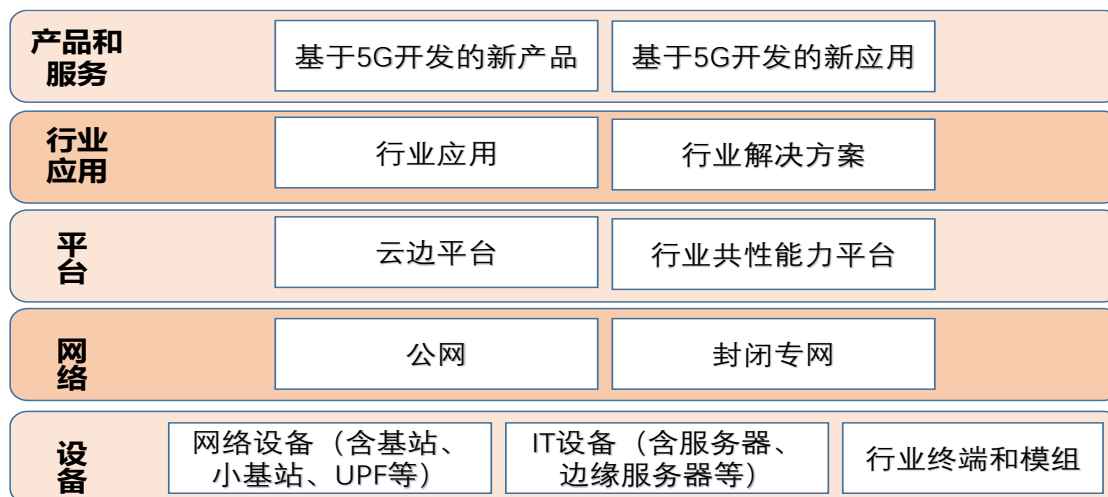 产品和
服务
基于5G开发的新产品
基于5G开发的新应用
行业
应用
行业应用
行业解决方案
平
台
云边平台
行业共性能力平台
网
络
公网
封闭专网
设
备
网络设备（含基站、
小基站、UPF等）
IT设备（含服务器、
边缘服务器等）
行业终端和模组